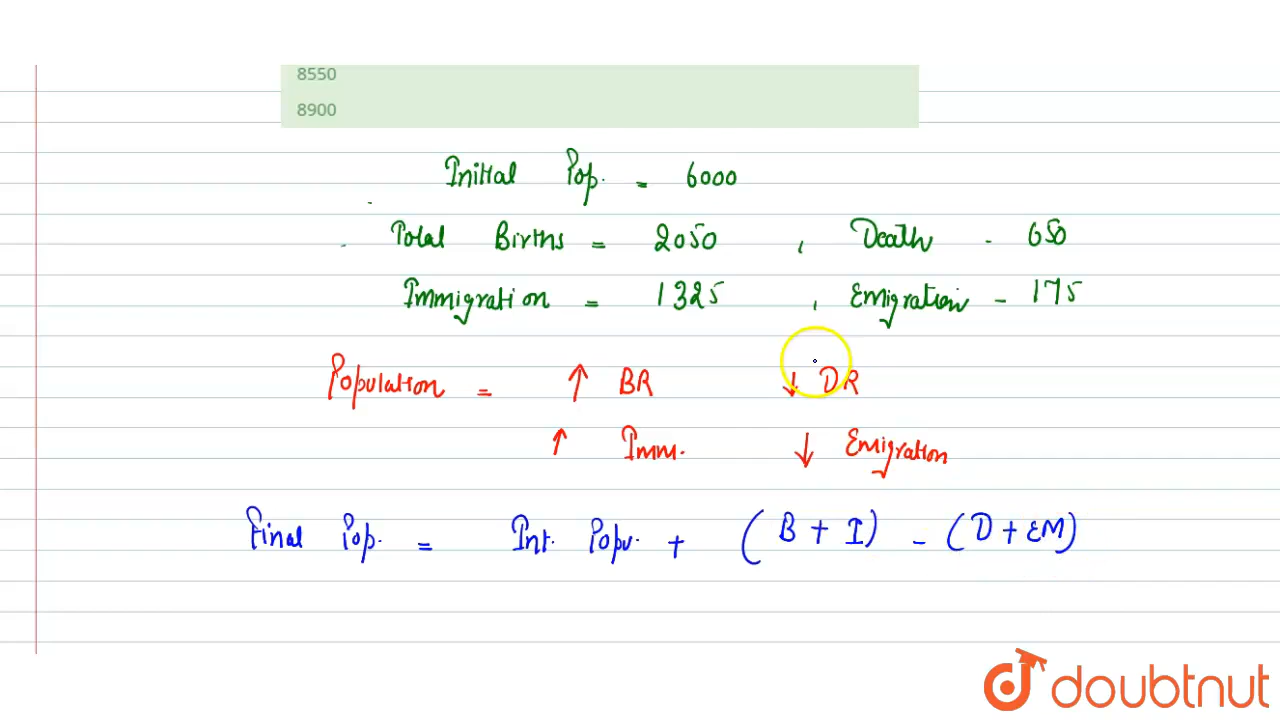 8550
8900
Initial Pop. = 6000
Total Births = 2050 , Death - 650
Immigration = 1325 , Emigration - 175
Population = ↑ BR ↓ DR
↑ Imm. ↓ Emigration
Final Pop. = Int. Popu. + (B + I) - (D + EM)
doubtnut